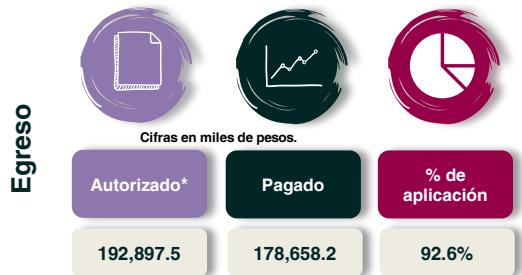 Egreso
Cifras en miles de pesos.
Autorizado*
Pagado
% de
aplicación
192,897.5
178,658.2
92.6%